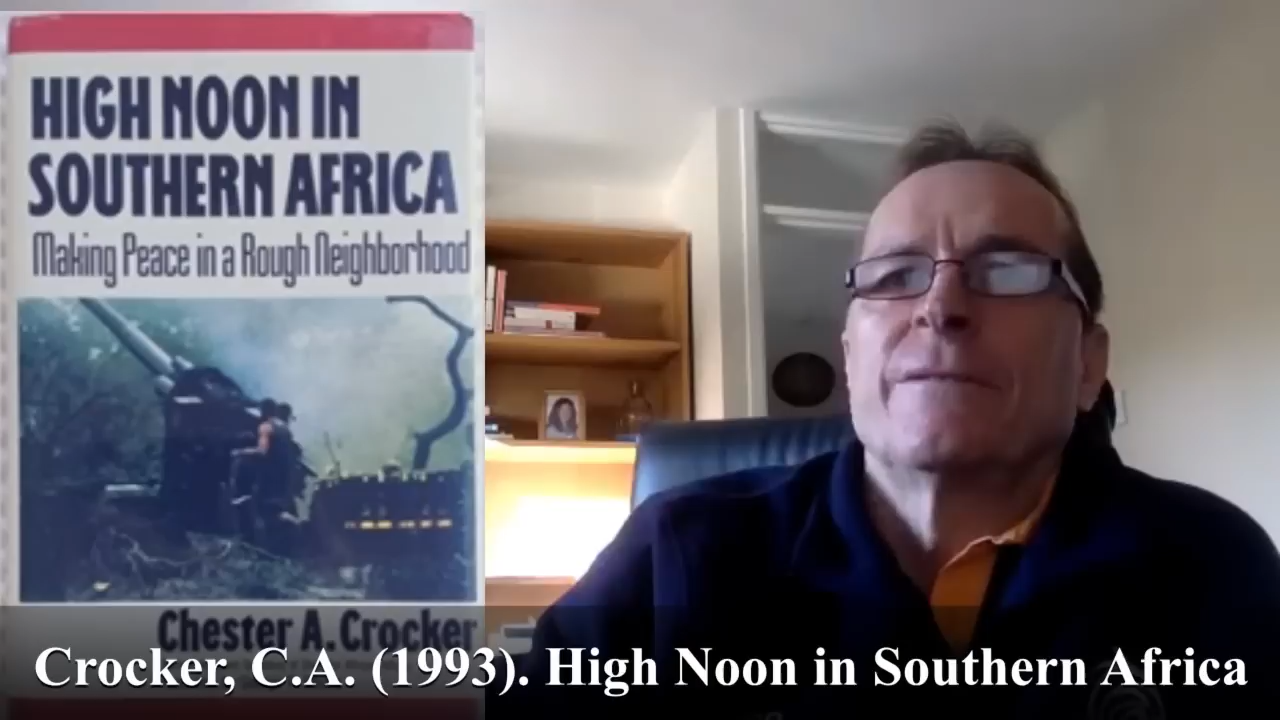 HIGH NOON IN
SOUTHERN AFRICA
Making Peace in a Rough Neighborhood
Chester A. Crocker
Crocker, C.A. (1993). High Noon in Southern Africa